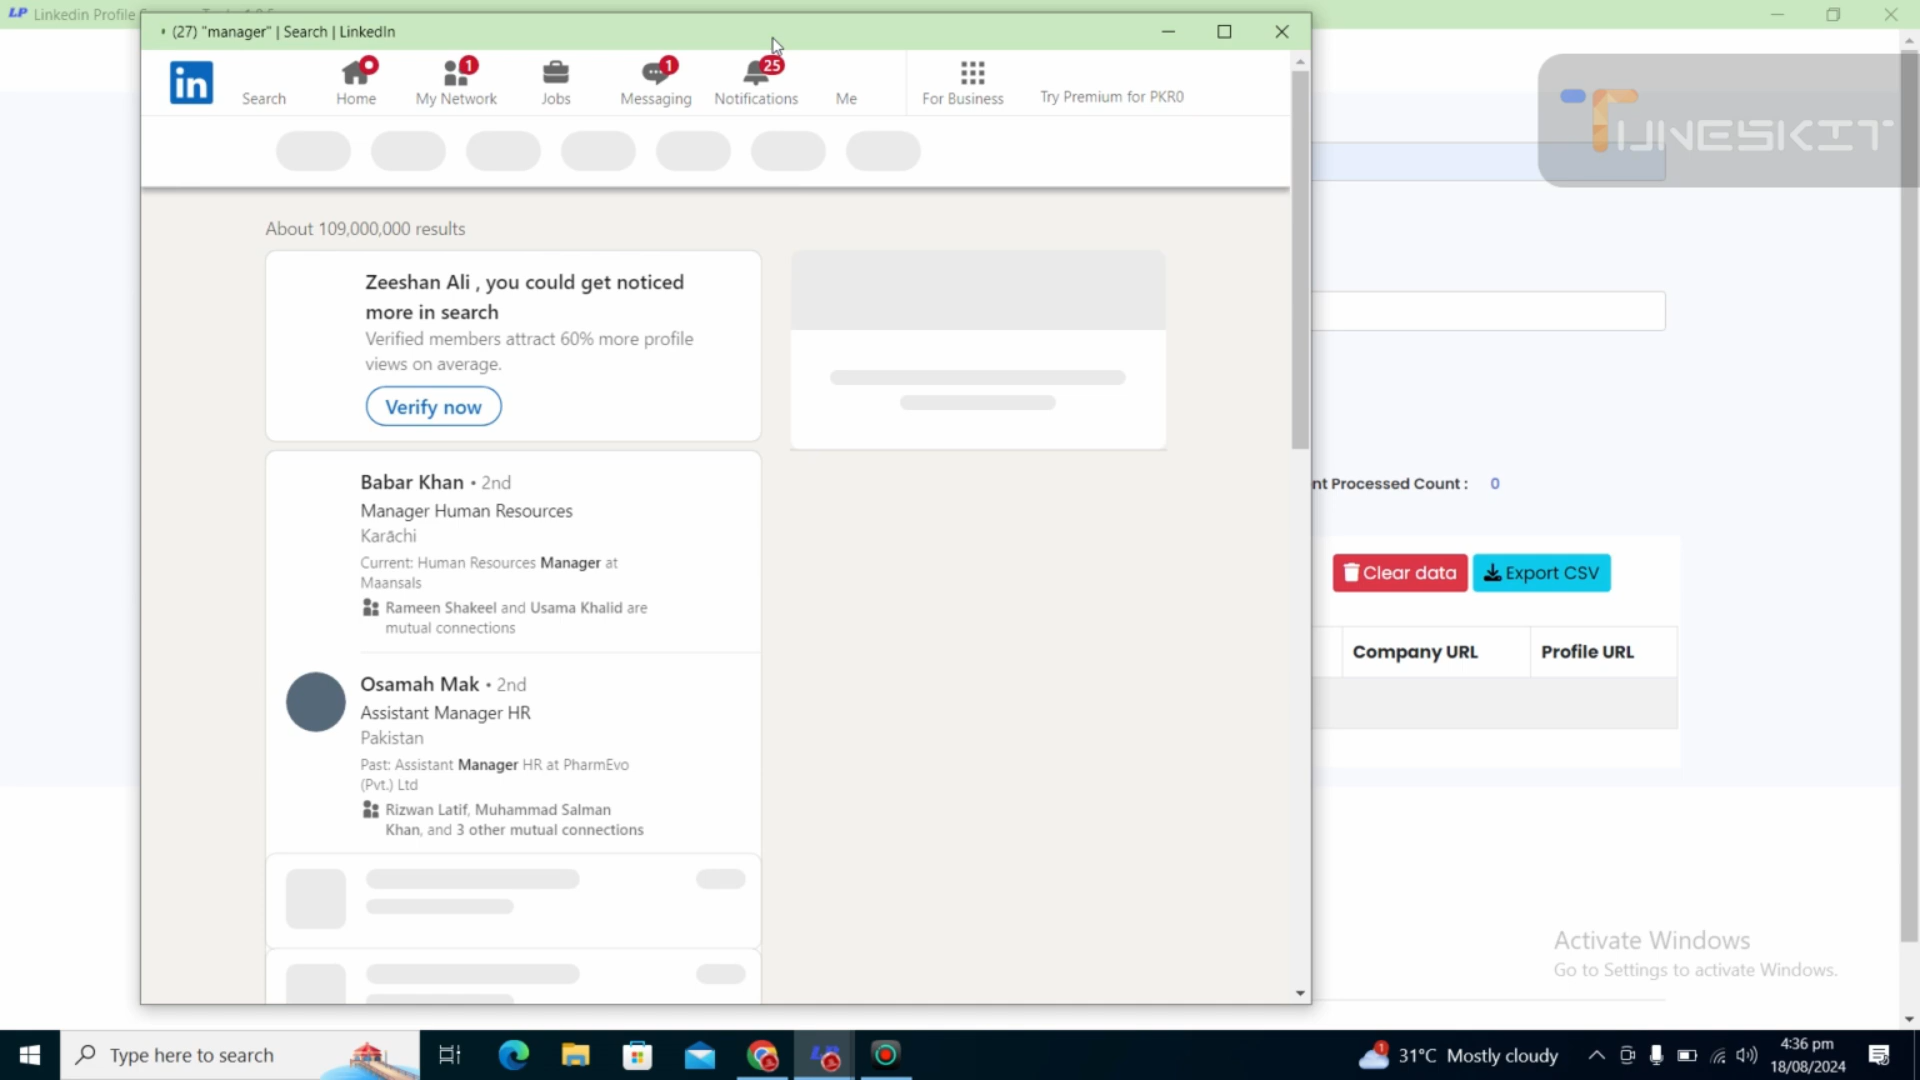 LP Linkedin Profile
(27) "manager" | Search | LinkedIn
in
Search
Home
1
My Network
Jobs
1
Messaging
25
Notifications
Me
For Business
Try Premium for PKR0
TUNESKIT
About 109,000,000 results
Zeeshan Ali , you could get noticed
more in search
Verified members attract 60% more profile
views on average.
Verify now
Babar Khan • 2nd
Manager Human Resources
Karāchi
Current: Human Resources Manager at
Maansals
Rameen Shakeel and Usama Khalid are
mutual connections
Osamah Mak • 2nd
Assistant Manager HR
Pakistan
Past: Assistant Manager HR at PharmEvo
(Pvt.) Ltd
Rizwan Latif, Muhammad Salman
Khan, and 3 other mutual connections
nt Processed Count : 0
Clear data
Export CSV
Company URL
Profile URL
Activate Windows
Go to Settings to activate Windows.
Type here to search
1
31°C Mostly cloudy
4:36 pm
18/08/2024